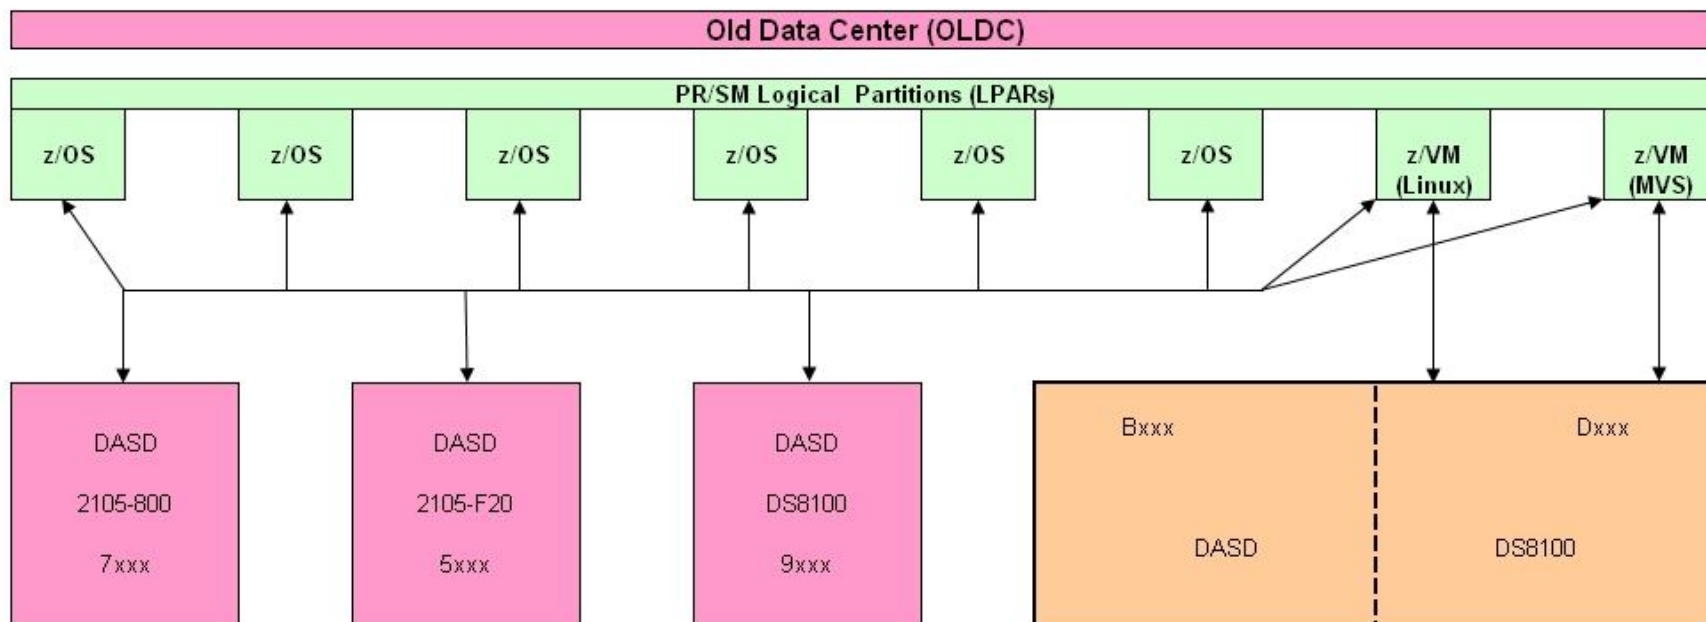 Old Data Center (OLDC)
PR/SM Logical Partitions (LPARs)
z/OS
z/OS
z/OS
z/OS
z/OS
z/OS
z/VM
(Linux)
z/VM
(MVS)
DASD
2105-800
7xxx
DASD
2105-F20
5xxx
DASD
DS8100
9xxx
Bxxx
Dxxx
DASD
DS8100